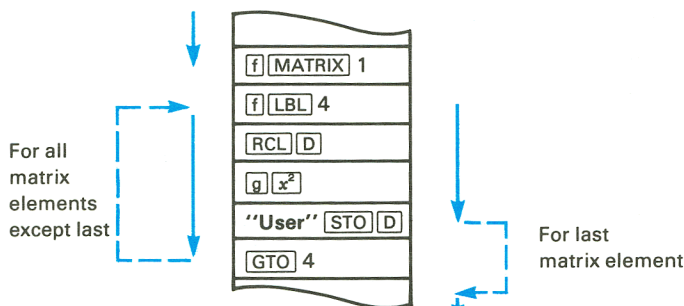 f MATRIX 1
f LBL 4
RCL D
g x²
"User" STO D
GTO 4
For all
matrix
elements
except last
For last
matrix element